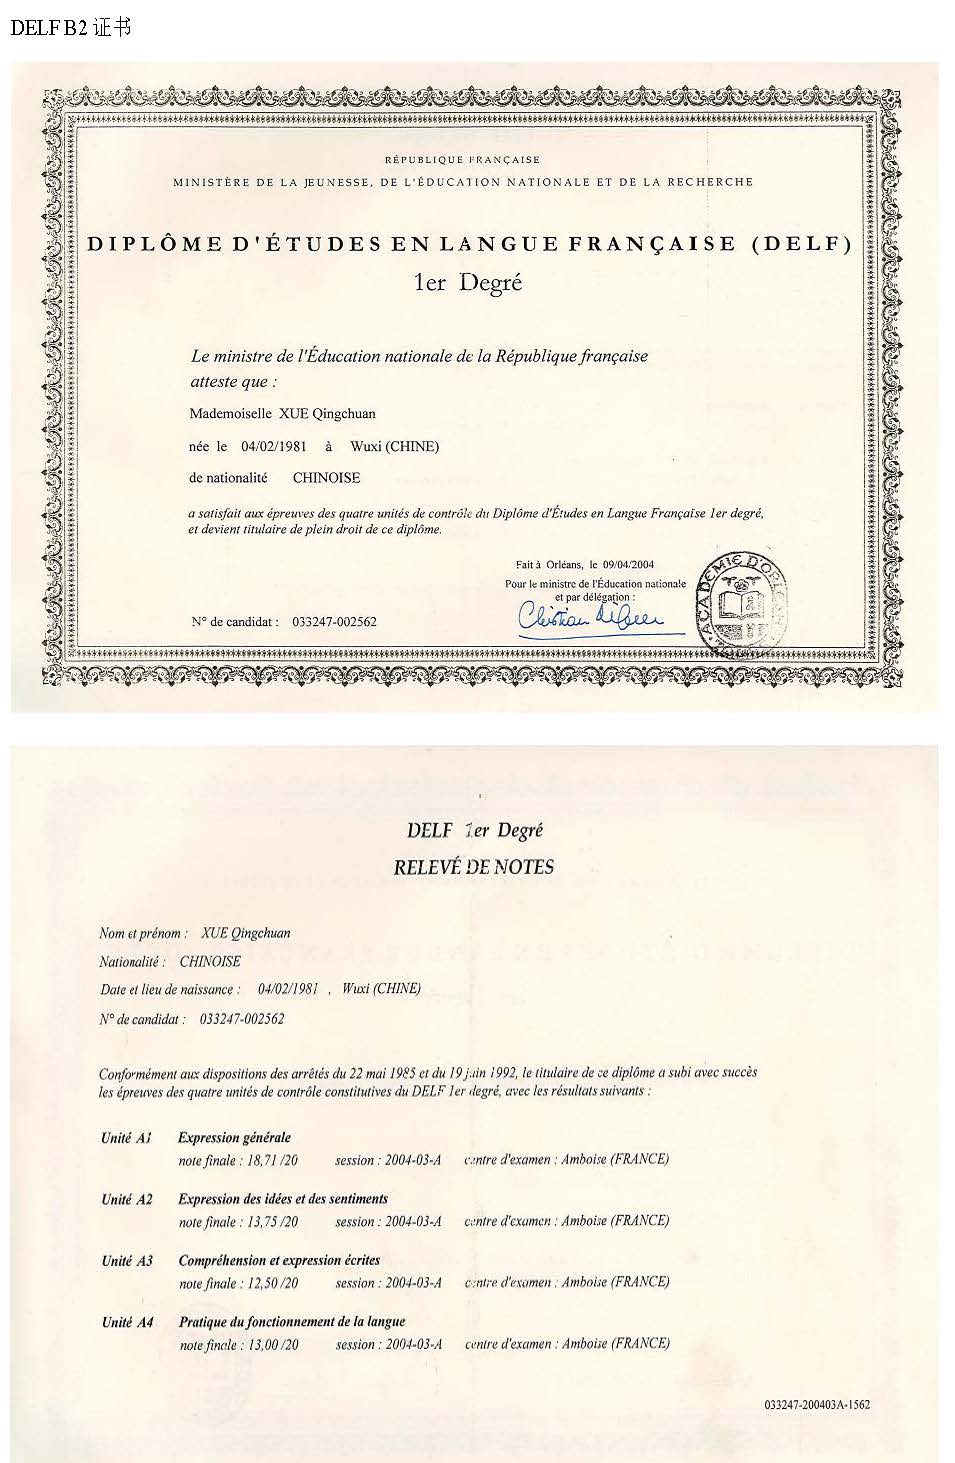 DELF B2 证书
RÉPUBLIQUE FRANÇAISE
MINISTÈRE DE LA JEUNESSE, DE L'ÉDUCATION NATIONALE ET DE LA RECHERCHE
DIPLÔME D'ÉTUDES EN LANGUE FRANÇAISE (DELF)
1er Degré
Le ministre de l'Éducation nationale de la République française
atteste que :
Mademoiselle XUE Qingchuan
née le 04/02/1981 à Wuxi (CHINE)
de nationalité CHINOISE
a satisfait aux épreuves des quatre unités de contrôle du Diplôme d'Études en Langue Française 1er degré,
et devient titulaire de plein droit de ce diplôme.
Fait à Orléans, le 09/04/2004
Pour le ministre de l'Éducation nationale
et par délégation :
N° de candidat : 033247-002562
ACADÉMIE D'ORLÉANS
DELF 1er Degré
RELEVÉ DE NOTES
Nom et prénom : XUE Qingchuan
Nationalité : CHINOISE
Date et lieu de naissance : 04/02/1981 , Wuxi (CHINE)
N° de candidat : 033247-002562
Conformément aux dispositions des arrêtés du 22 mai 1985 et du 19 juin 1992, le titulaire de ce diplôme a subi avec succès
les épreuves des quatre unités de contrôle constitutives du DELF 1er degré, avec les résultats suivants :
Unité A1 Expression générale
note finale : 18,71 /20 session : 2004-03-A centre d'examen : Amboise (FRANCE)
Unité A2 Expression des idées et des sentiments
note finale : 13,75 /20 session : 2004-03-A centre d'examen : Amboise (FRANCE)
Unité A3 Compréhension et expression écrites
note finale : 12,50 /20 session : 2004-03-A centre d'examen : Amboise (FRANCE)
Unité A4 Pratique du fonctionnement de la langue
note finale : 13,00 /20 session : 2004-03-A centre d'examen : Amboise (FRANCE)
033247-200403A-1562